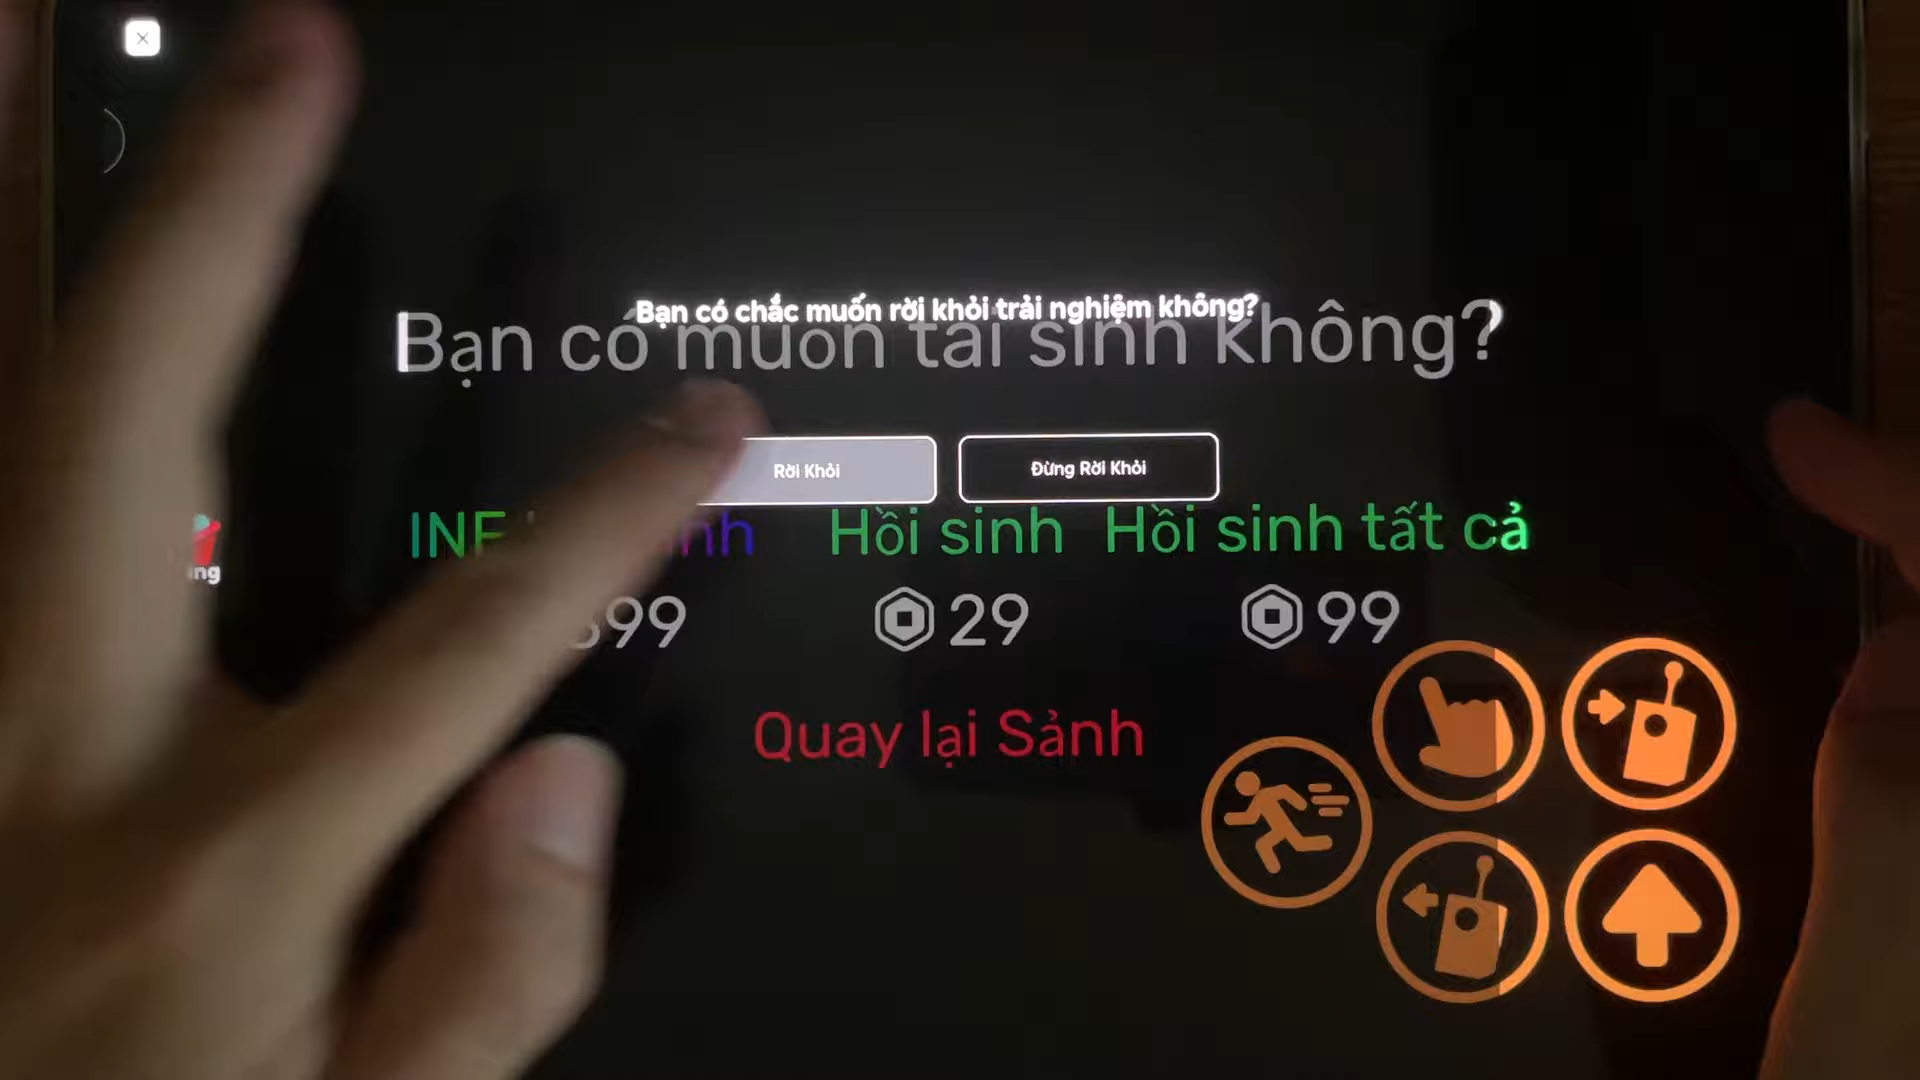 Bạn có chắc muốn rời khỏi trải nghiệm không?
Bạn có muốn tái sinh không?
Rời Khỏi
Đừng Rời Khỏi
Hồi sinh
Hồi sinh tất cả
99
29
99
Quay lại Sảnh